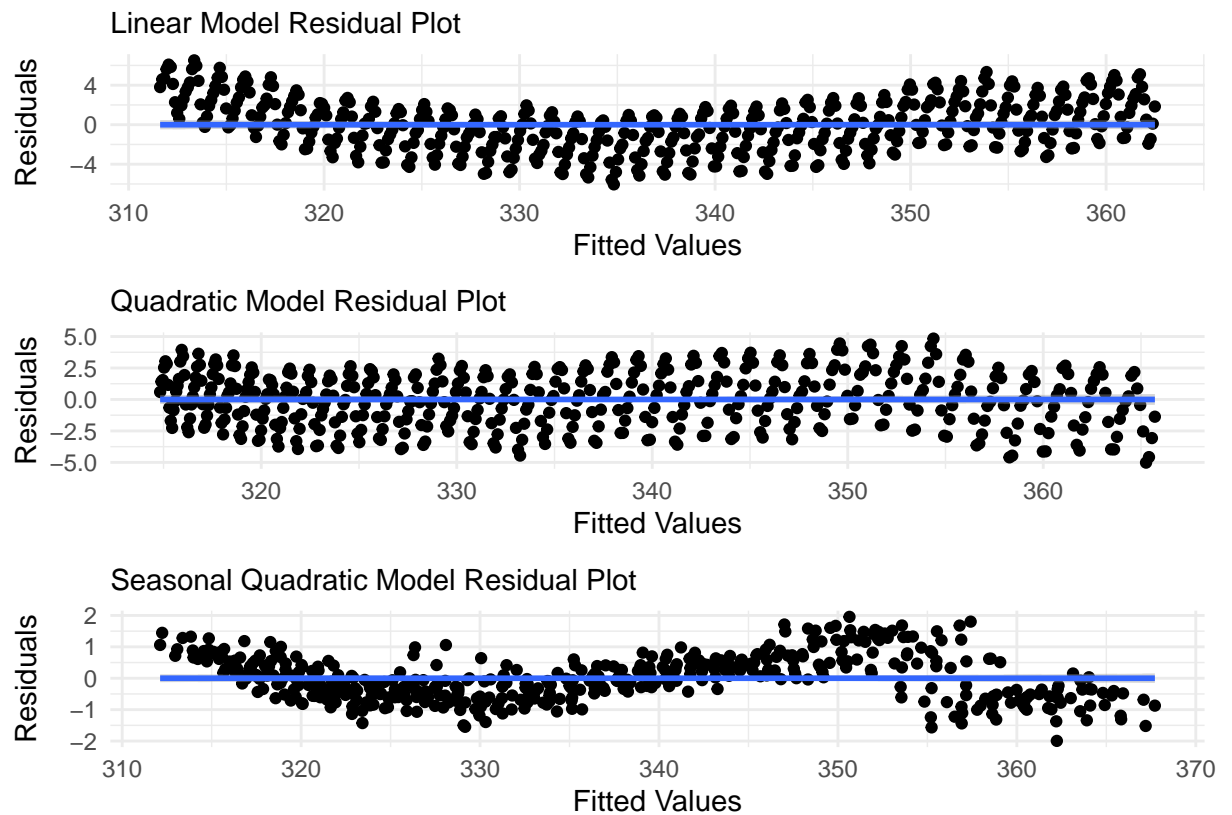 Linear Model Residual Plot
Residuals
4
0
−4
310 320 330 340 350 360
Fitted Values
Quadratic Model Residual Plot
Residuals
5.0
2.5
0.0
−2.5
−5.0
320 330 340 350 360
Fitted Values
Seasonal Quadratic Model Residual Plot
Residuals
2
1
0
−1
−2
310 320 330 340 350 360 370
Fitted Values